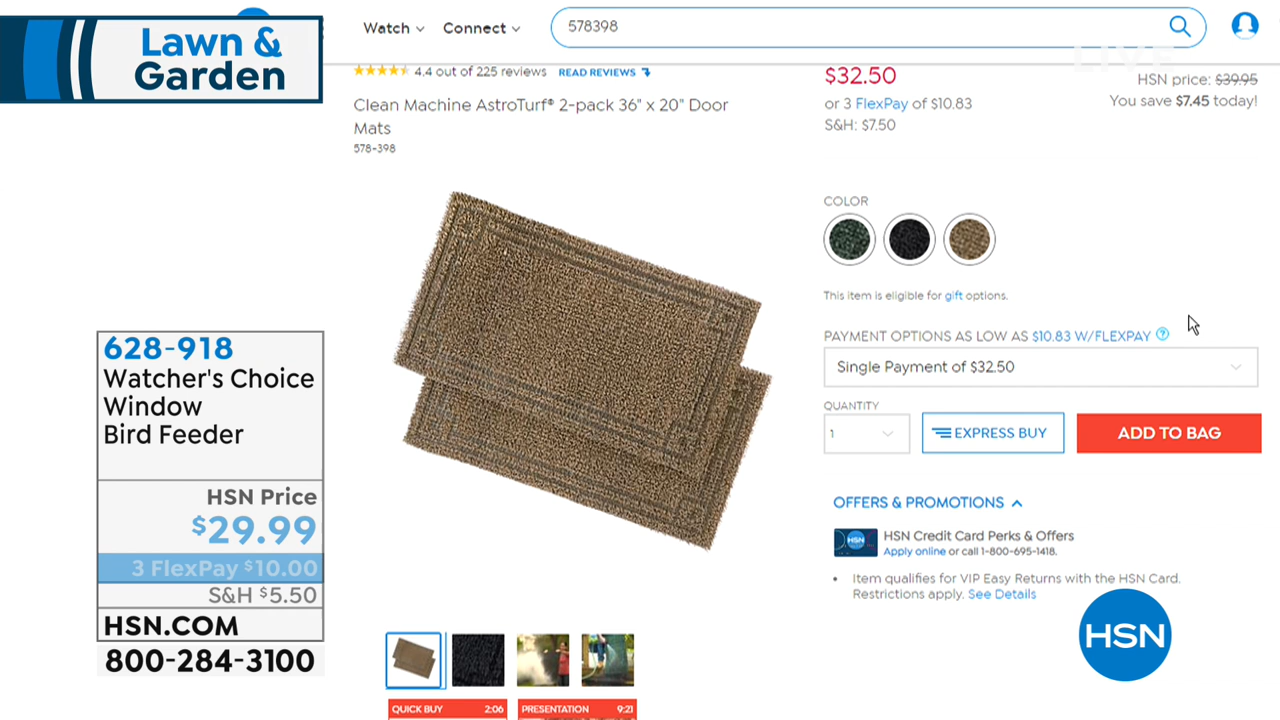 Lawn &
Garden
Watch
Connect
578398
LIVE
4.4 out of 225 reviews READ REVIEWS
Clean Machine AstroTurf® 2-pack 36" x 20" Door
Mats
578-398
$32.50
or 3 FlexPay of $10.83
S&H: $7.50
HSN price: $39.95
You save $7.45 today!
COLOR
This item is eligible for gift options.
PAYMENT OPTIONS AS LOW AS $10.83 W/FLEXPAY ?
Single Payment of $32.50
QUANTITY
1
EXPRESS BUY
ADD TO BAG
OFFERS & PROMOTIONS
HSN
HSN Credit Card Perks & Offers
Apply online or call 1-800-695-1418.
• Item qualifies for VIP Easy Returns with the HSN Card.
Restrictions apply. See Details
628-918
Watcher's Choice
Window
Bird Feeder
HSN Price
$29.99
3 FlexPay $10.00
S&H $5.50
HSN.COM
800-284-3100
QUICK BUY 2:06
PRESENTATION 9:21
HSN